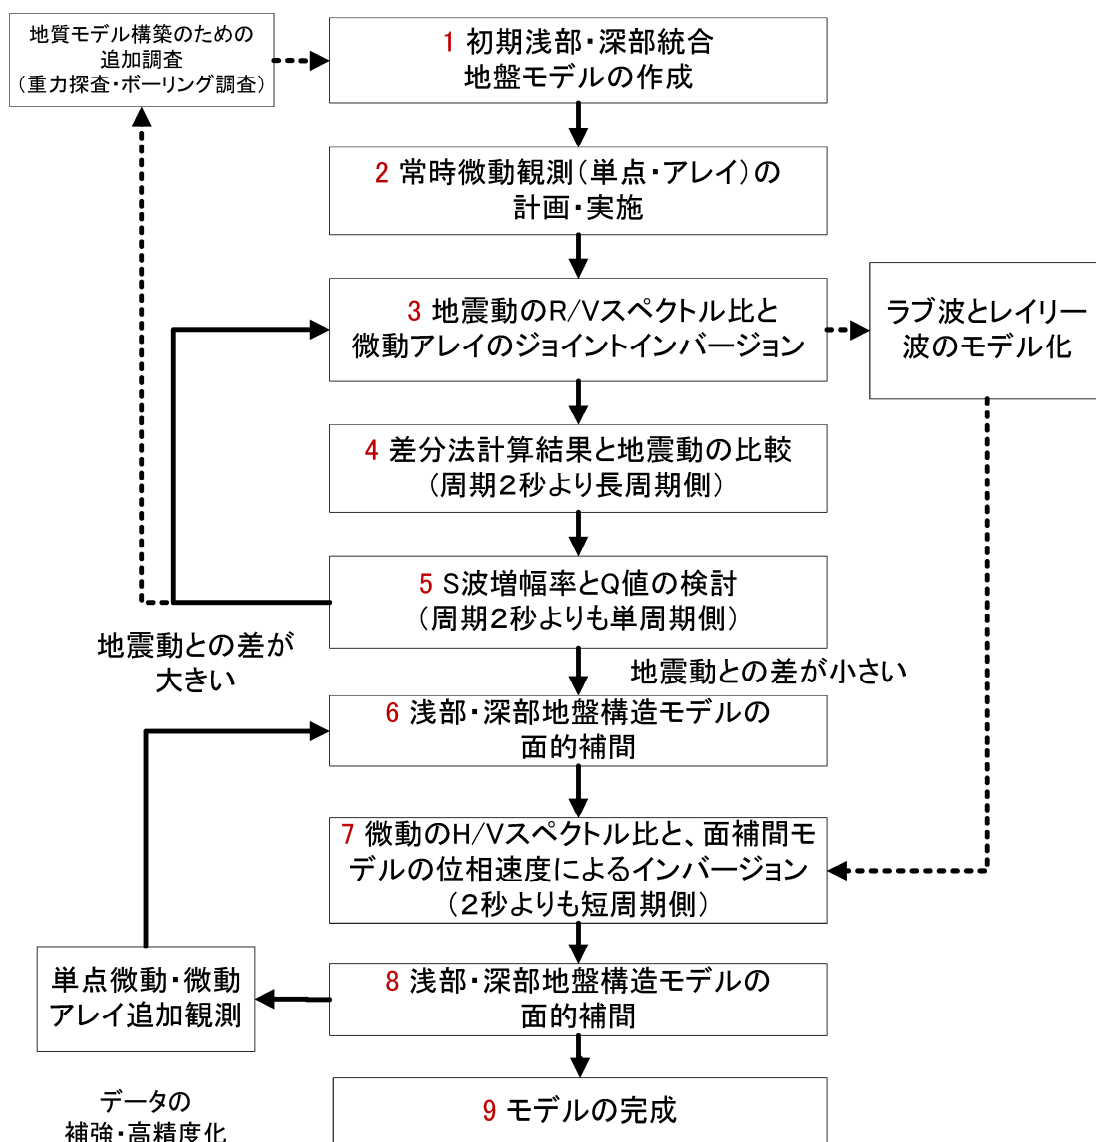 地質モデル構築のための
追加調査
(重力探査・ボーリング調査)
1 初期浅部・深部統合
地盤モデルの作成
2 常時微動観測(単点・アレイ)の
計画・実施
3 地震動のR/Vスペクトル比と
微動アレイのジョイントインバージョン
ラブ波とレイリー
波のモデル化
4 差分法計算結果と地震動の比較
(周期2秒より長周期側)
5 S波増幅率とQ値の検討
(周期2秒よりも単周期側)
地震動との差が
大きい
地震動との差が小さい
6 浅部・深部地盤構造モデルの
面的補間
7 微動のH/Vスペクトル比と、面補間モ
デルの位相速度によるインバージョン
(2秒よりも短周期側)
単点微動・微動
アレイ追加観測
8 浅部・深部地盤構造モデルの
面的補間
データの
補強・高精度化
9 モデルの完成